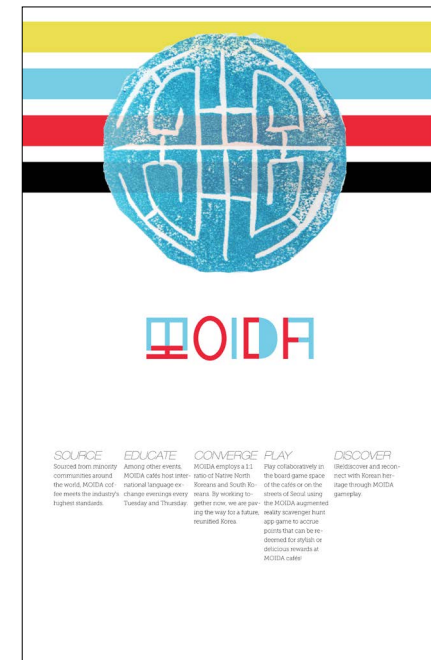 MOIDA
SOURCE
Sourced from minority
communities around
the world, MOIDA cof-
fee meets the industry's
highest standards.
EDUCATE
Among other events,
MOIDA cafés host inter-
national language ex-
change evenings every
Tuesday and Thursday.
CONVERGE
MOIDA employs a 1:1
ratio of Native North
Koreans and South Ko-
reans. By working to-
gether now, we are pav-
ing the way for a future,
reunified Korea.
PLAY
Play collaboratively in
the board game space
of the cafés or on the
streets of Seoul using
the MOIDA augmented
reality scavenger hunt
app-game to accrue
points that can be re-
deemed for stylish or
delicious rewards at
MOIDA cafés!
DISCOVER
(Re)discover and recon-
nect with Korean her-
itage through MOIDA
gameplay.